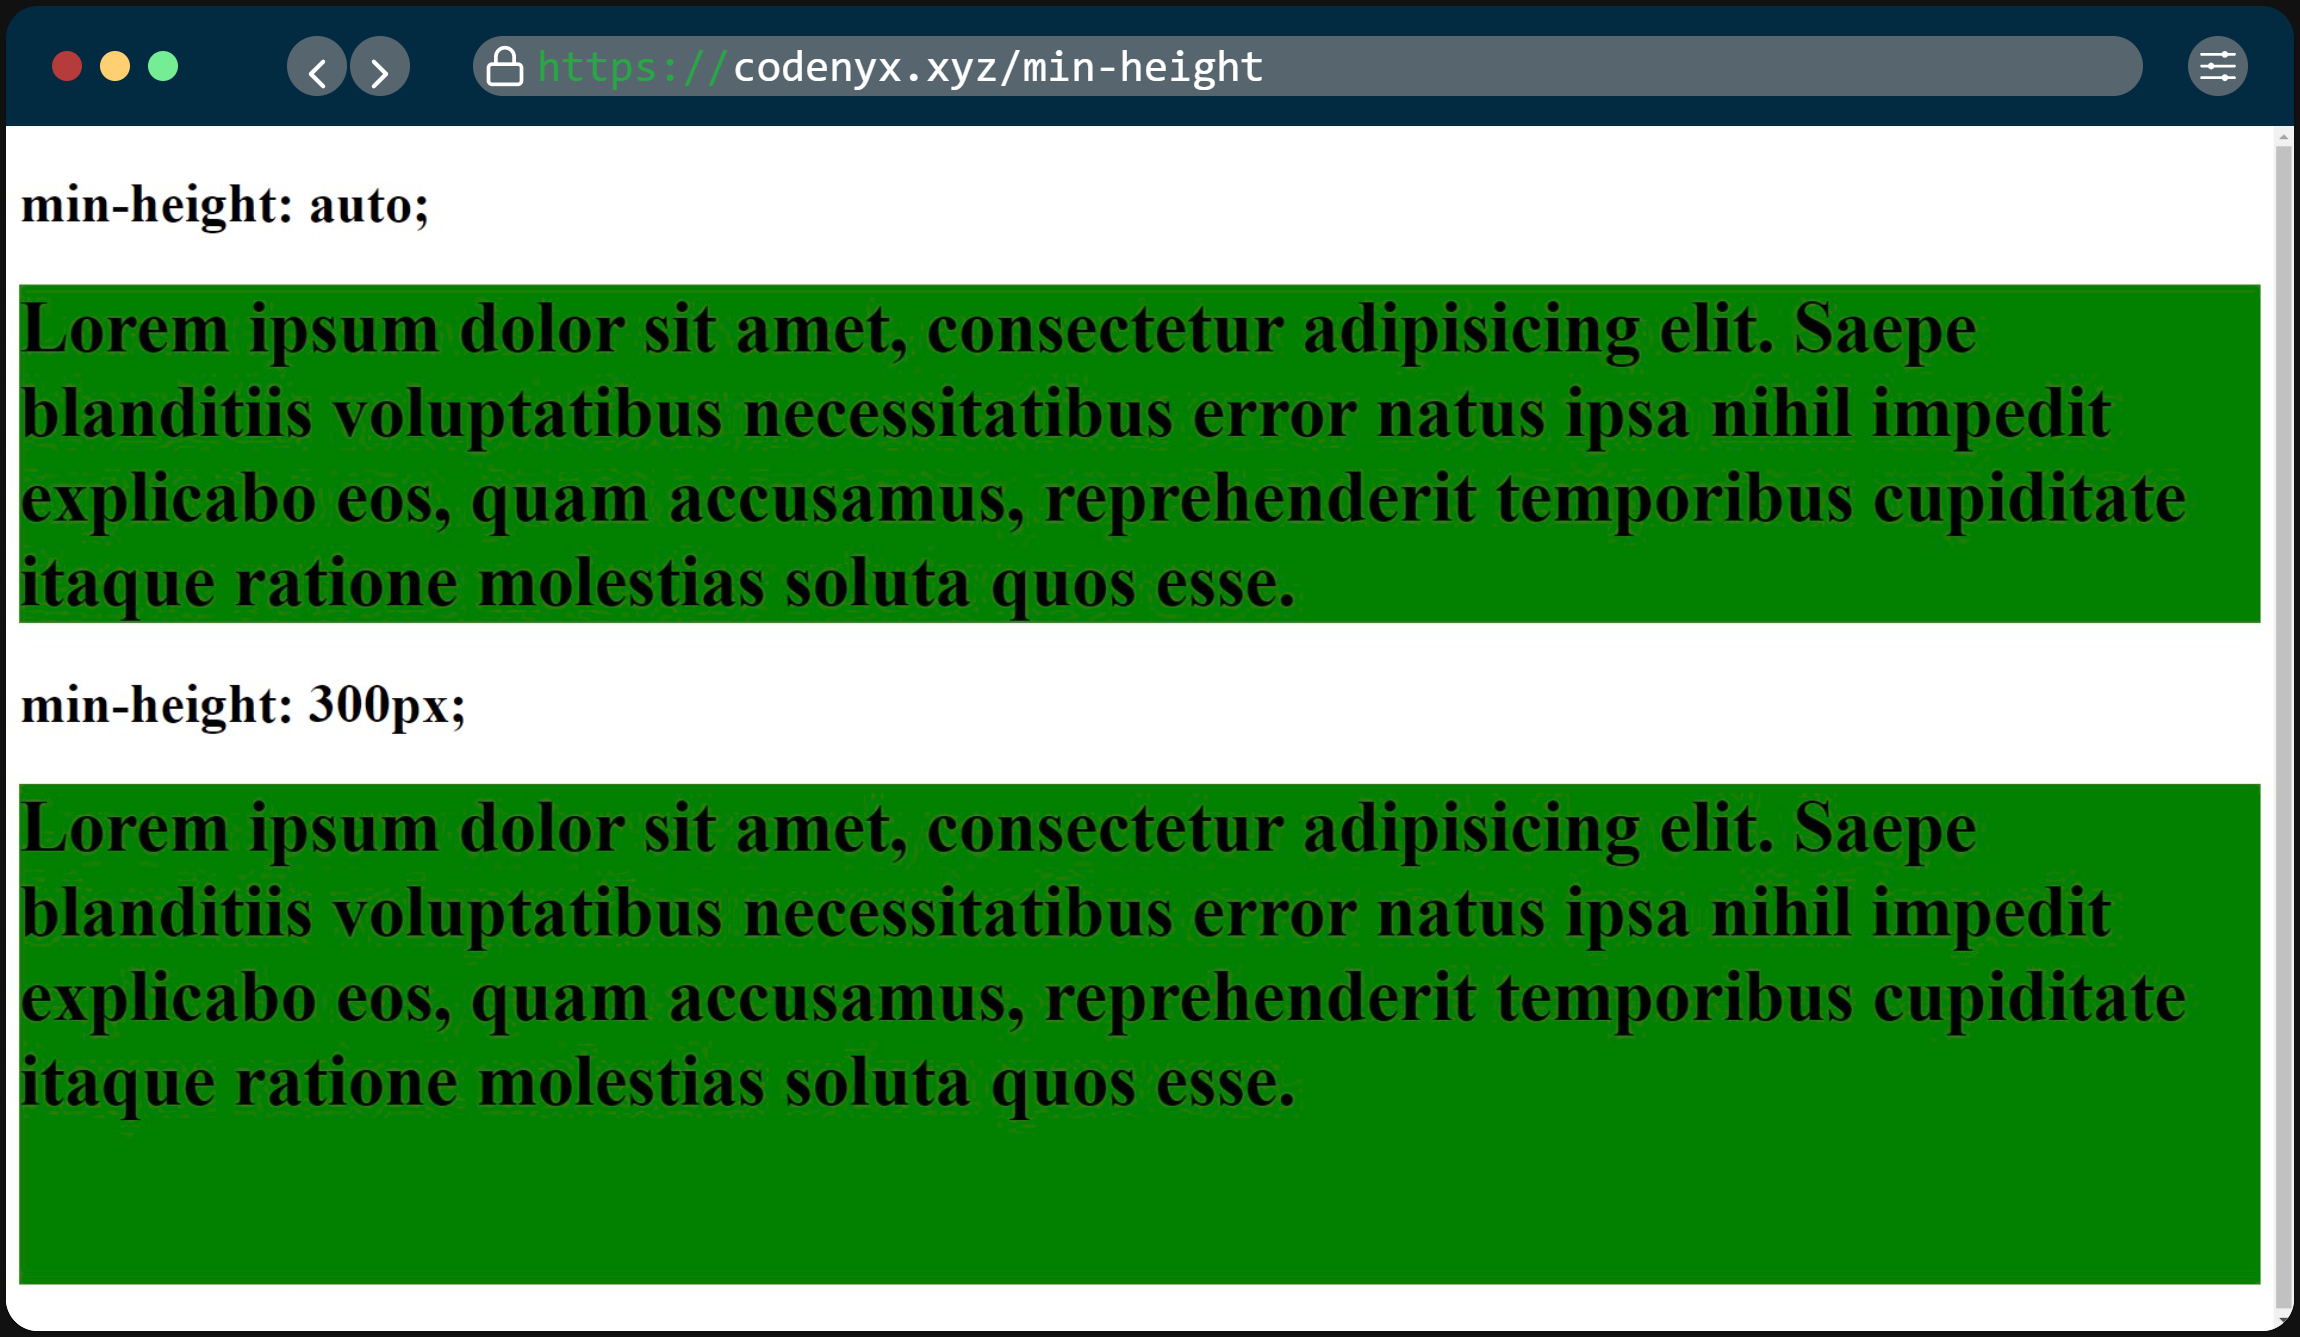 https://codenyx.xyz/min-height
min-height: auto;
Lorem ipsum dolor sit amet, consectetur adipisicing elit. Saepe
blanditiis voluptatibus necessitatibus error natus ipsa nihil impedit
explicabo eos, quam accusamus, reprehenderit temporibus cupiditate
itaque ratione molestias soluta quos esse.
min-height: 300px;
Lorem ipsum dolor sit amet, consectetur adipisicing elit. Saepe
blanditiis voluptatibus necessitatibus error natus ipsa nihil impedit
explicabo eos, quam accusamus, reprehenderit temporibus cupiditate
itaque ratione molestias soluta quos esse.